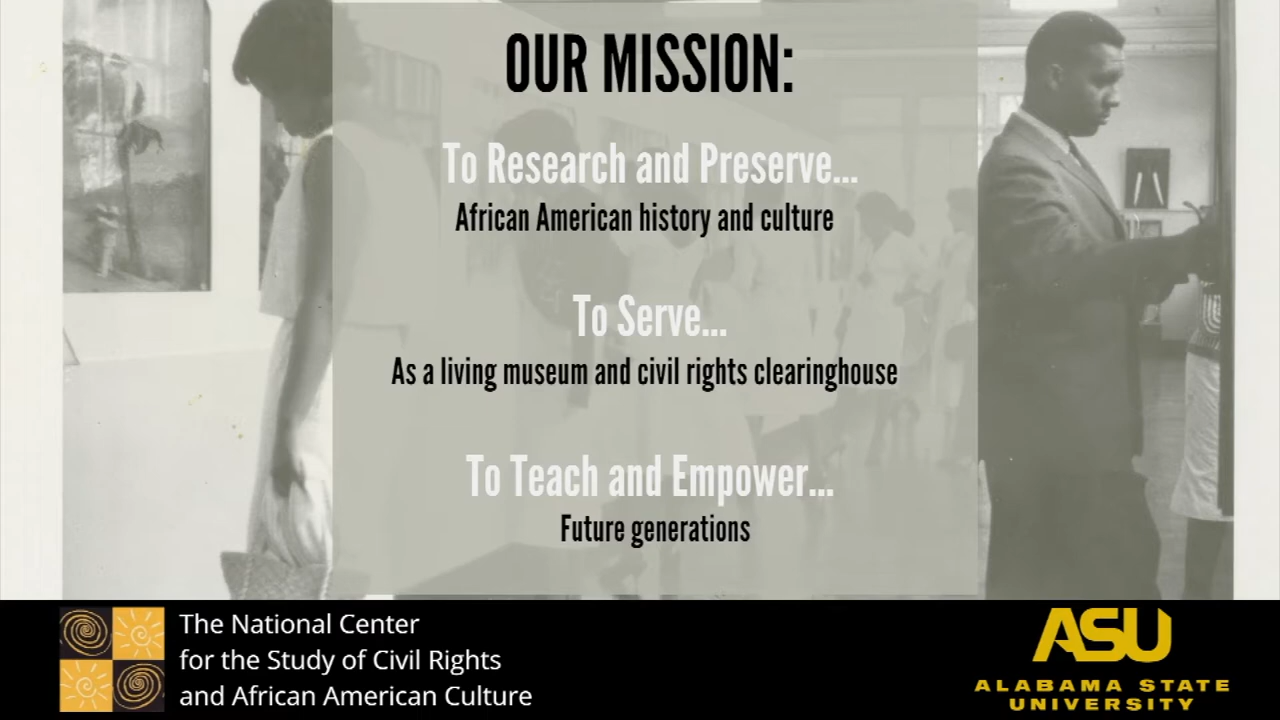 OUR MISSION:
To Research and Preserve...
African American history and culture
To Serve...
As a living museum and civil rights clearinghouse
To Teach and Empower...
Future generations
The National Center
for the Study of Civil Rights
and African American Culture
ASU
ALABAMA STATE
UNIVERSITY